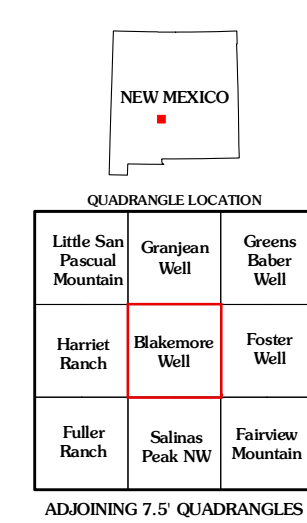 NEW MEXICO
QUADRANGLE LOCATION
Little San
Pascual
Mountain
Granjean
Well
Greens
Baber
Well
Harriet
Ranch
Blakemore
Well
Foster
Well
Fuller
Ranch
Salinas
Peak NW
Fairview
Mountain
ADJOINING 7.5' QUADRANGLES